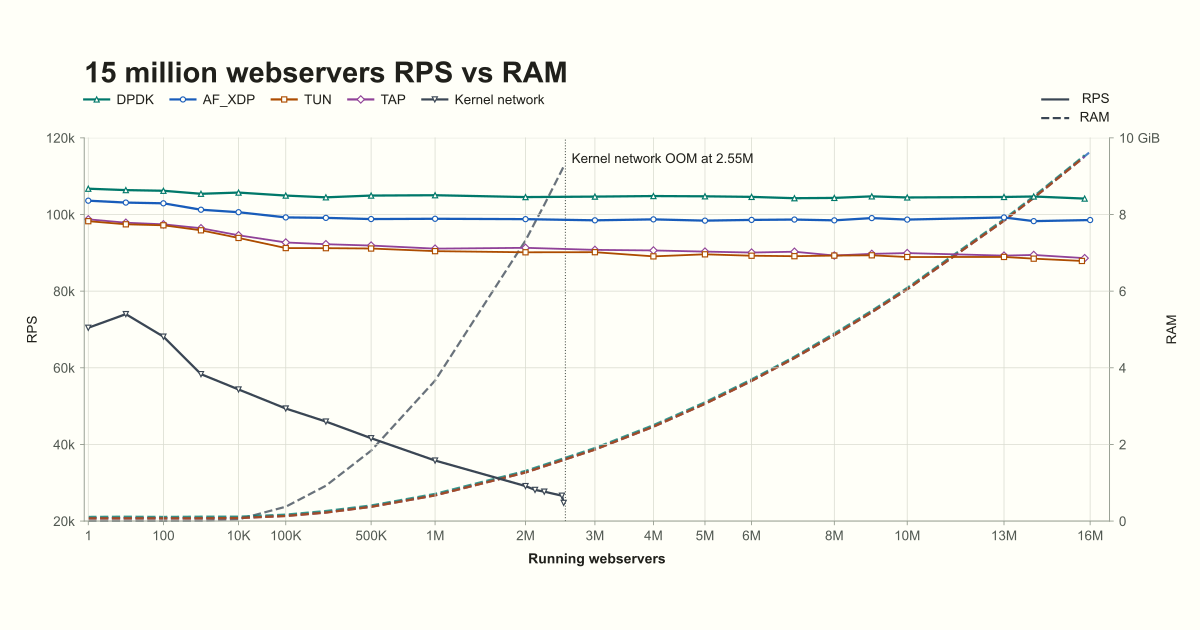 15 million webservers RPS vs RAM
DPDK AF_XDP TUN TAP Kernel network
RPS
RAM
120k
100k
80k
60k
40k
20k
RPS
Kernel network OOM at 2.55M
10 GiB
8
6
4
2
0
RAM
1 100 10K 100K 500K 1M 2M 3M 4M 5M 6M 8M 10M 13M 16M
Running webservers